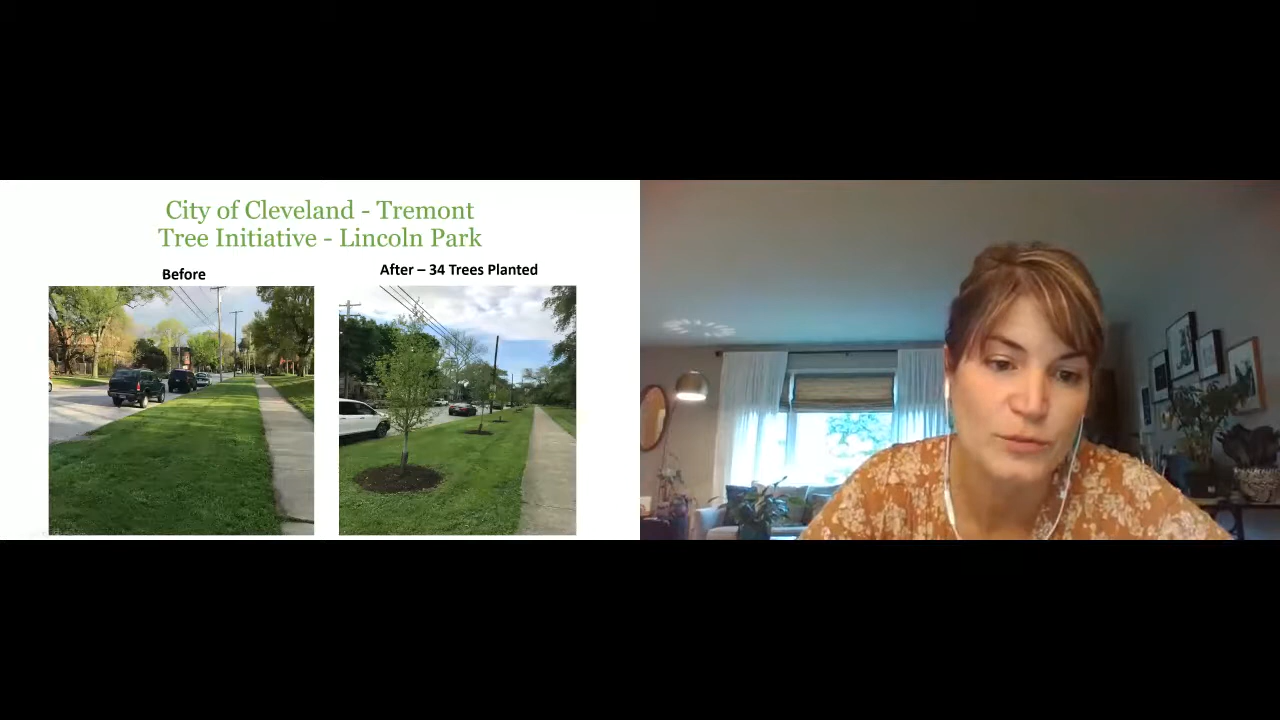 City of Cleveland - Tremont
Tree Initiative - Lincoln Park
Before
After – 34 Trees Planted